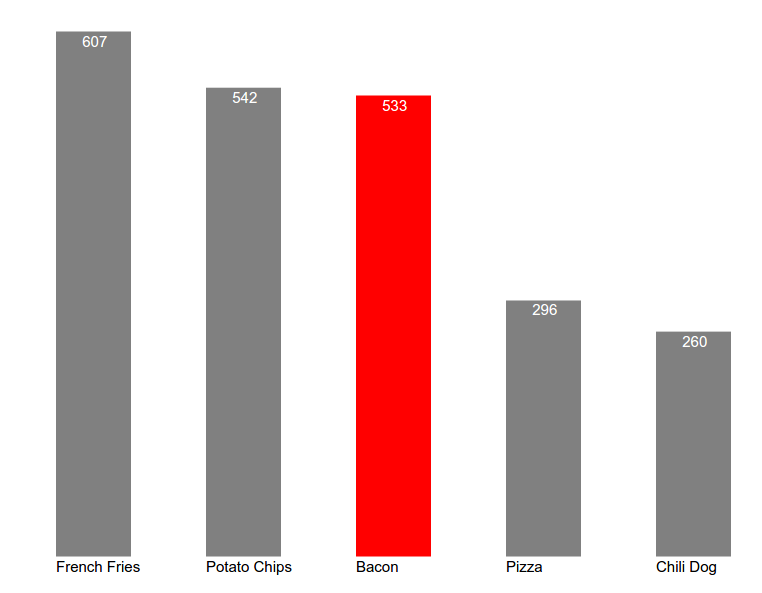 607
542
533
296
260
French Fries
Potato Chips
Bacon
Pizza
Chili Dog